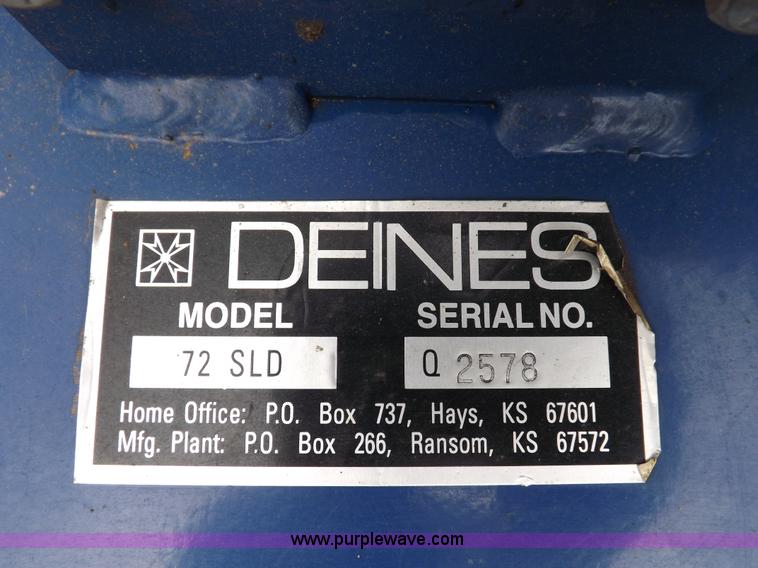 DEINES
MODEL SERIAL NO.
72 SLD Q 2578
Home Office: P.O. Box 737, Hays, KS 67601
Mfg. Plant: P.O. Box 266, Ransom, KS 67572
www.purplewave.com